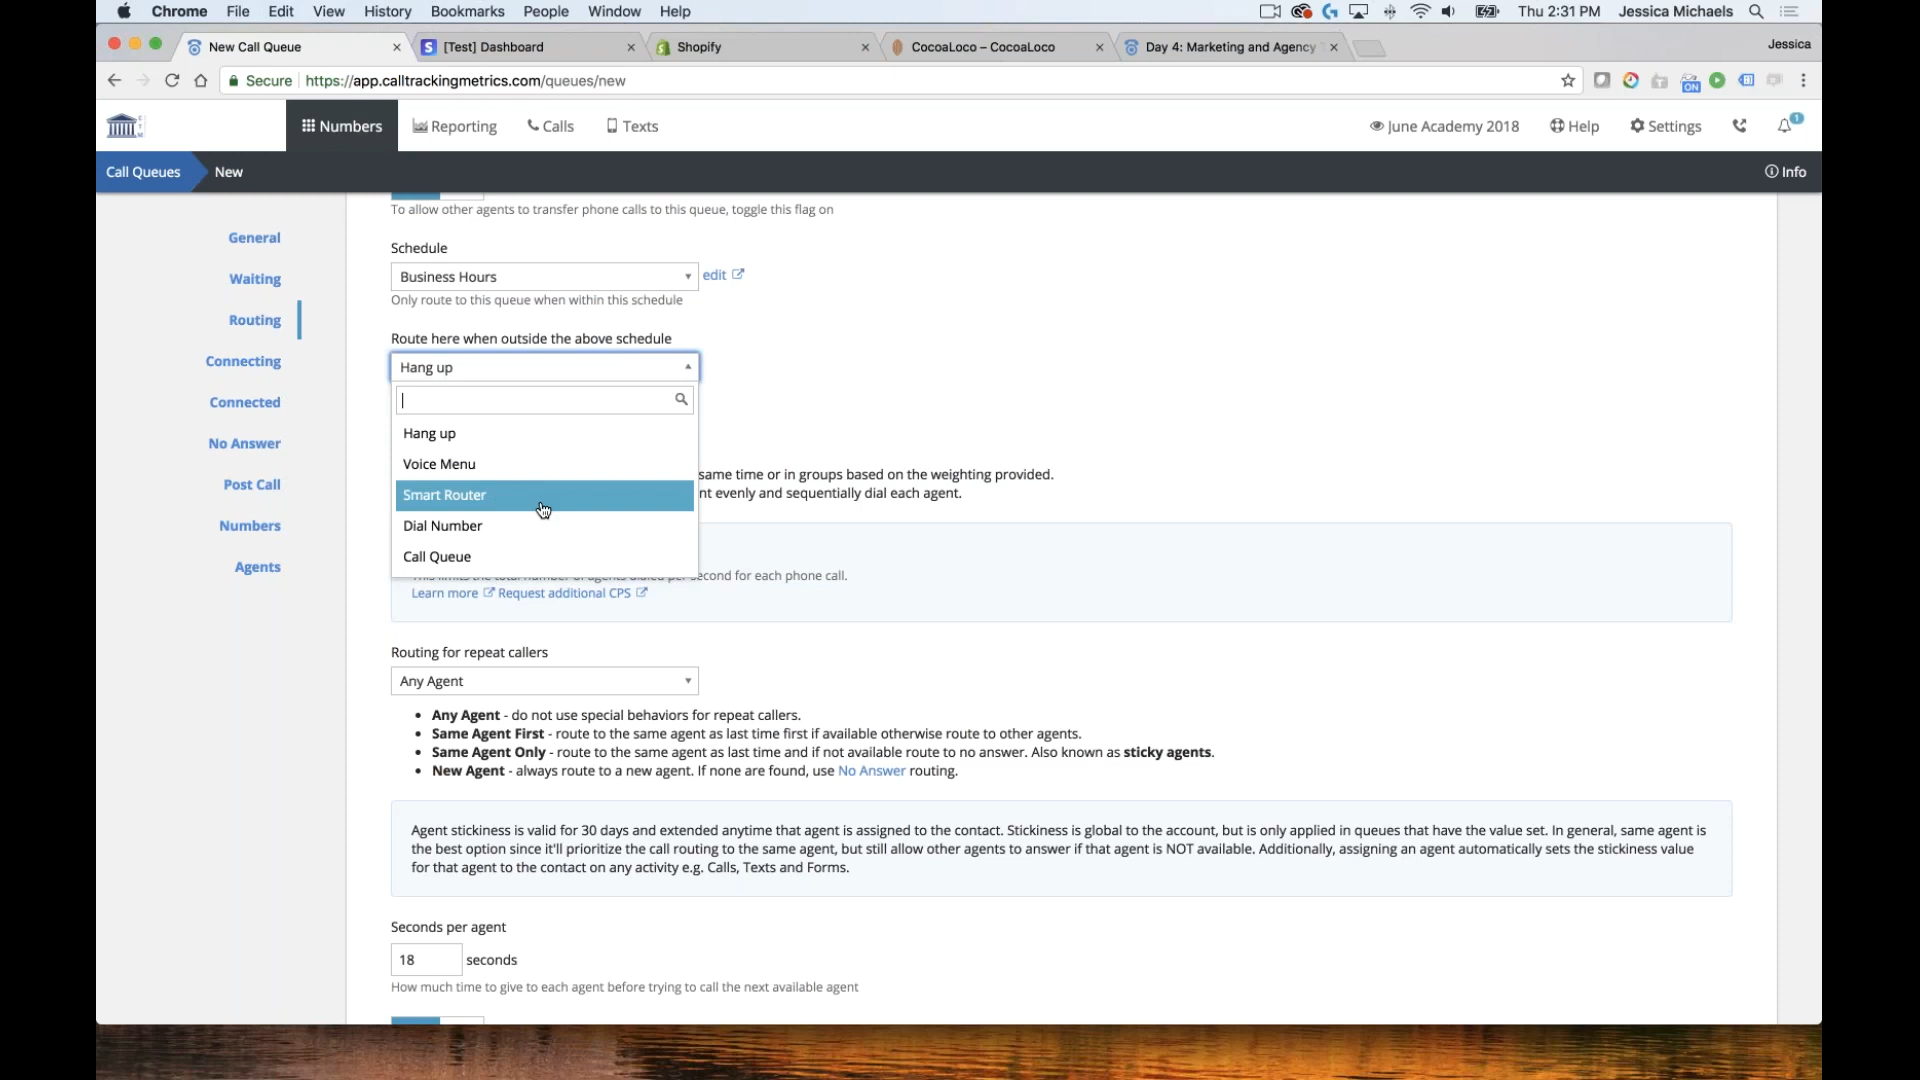 Chrome File Edit View History Bookmarks People Window Help Thu 2:31 PM Jessica Michaels
New Call Queue [Test] Dashboard Shopify CocoaLoco – CocoaLoco Day 4: Marketing and Agency Jessica
Secure https://app.calltrackingmetrics.com/queues/new ON
Numbers Reporting Calls Texts June Academy 2018 Help Settings 1
Call Queues New Info
To allow other agents to transfer phone calls to this queue, toggle this flag on
General
Schedule
Waiting
Business Hours edit
Only route to this queue when within this schedule
Routing
Route here when outside the above schedule
Connecting
Hang up
Connected
Hang up
No Answer
Voice Menu
same time or in groups based on the weighting provided.
Post Call
Smart Router
nt evenly and sequentially dial each agent.
Numbers
Dial Number
Call Queue
Agents
second for each phone call.
Learn more Request additional CPS
Routing for repeat callers
Any Agent
• Any Agent - do not use special behaviors for repeat callers.
• Same Agent First - route to the same agent as last time first if available otherwise route to other agents.
• Same Agent Only - route to the same agent as last time and if not available route to no answer. Also known as sticky agents.
• New Agent - always route to a new agent. If none are found, use No Answer routing.
Agent stickiness is valid for 30 days and extended anytime that agent is assigned to the contact. Stickiness is global to the account, but is only applied in queues that have the value set. In general, same agent is
the best option since it'll prioritize the call routing to the same agent, but still allow other agents to answer if that agent is NOT available. Additionally, assigning an agent automatically sets the stickiness value
for that agent to the contact on any activity e.g. Calls, Texts and Forms.
Seconds per agent
18 seconds
How much time to give to each agent before trying to call the next available agent